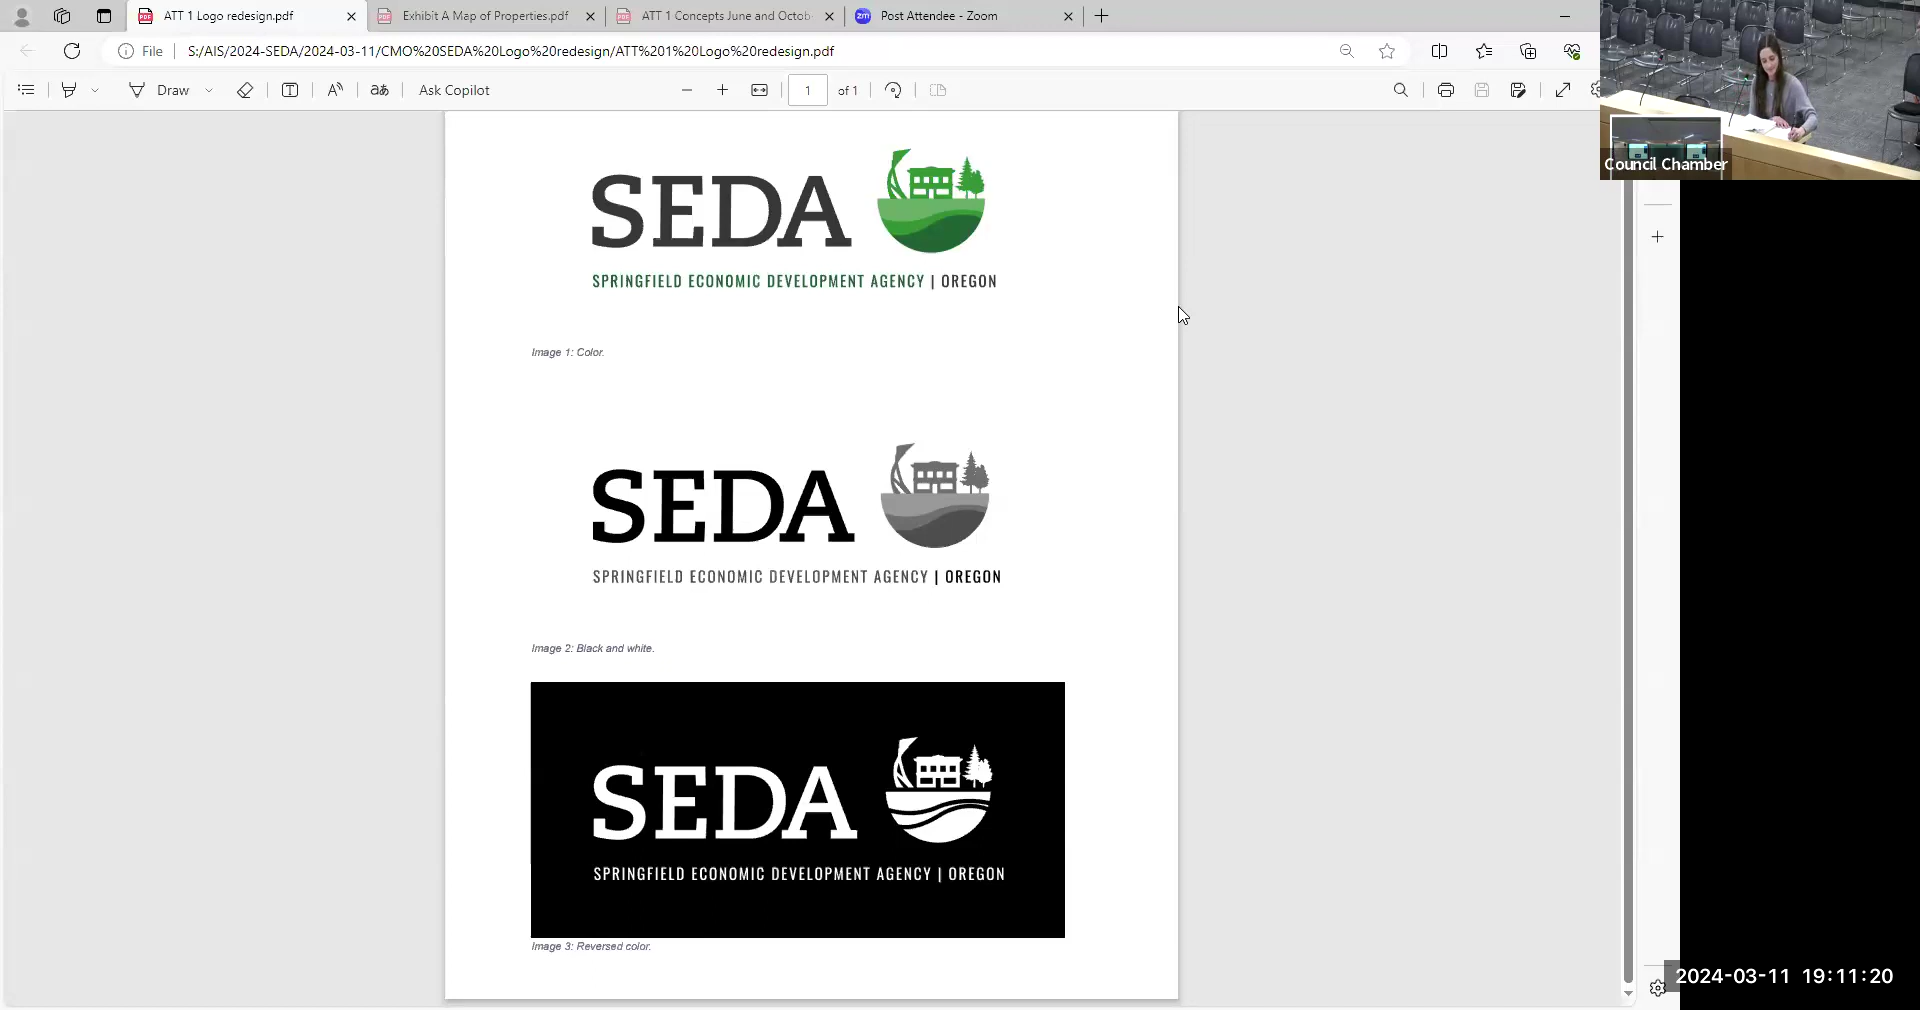 ATT 1 Logo redesign.pdf
Exhibit A Map of Properties.pdf
ATT 1 Concepts June and Octob
zm Post Attendee - Zoom
File
S:/AIS/2024-SEDA/2024-03-11/CMO%20SEDA%20Logo%20redesign/ATT%201%20Logo%20redesign.pdf
Draw
Ask Copilot
1 of 1
Council Chamber
SEDA
SPRINGFIELD ECONOMIC DEVELOPMENT AGENCY | OREGON
Image 1: Color.
SEDA
SPRINGFIELD ECONOMIC DEVELOPMENT AGENCY | OREGON
Image 2: Black and white.
SEDA
SPRINGFIELD ECONOMIC DEVELOPMENT AGENCY | OREGON
Image 3: Reversed color.
2024-03-11 19:11:20